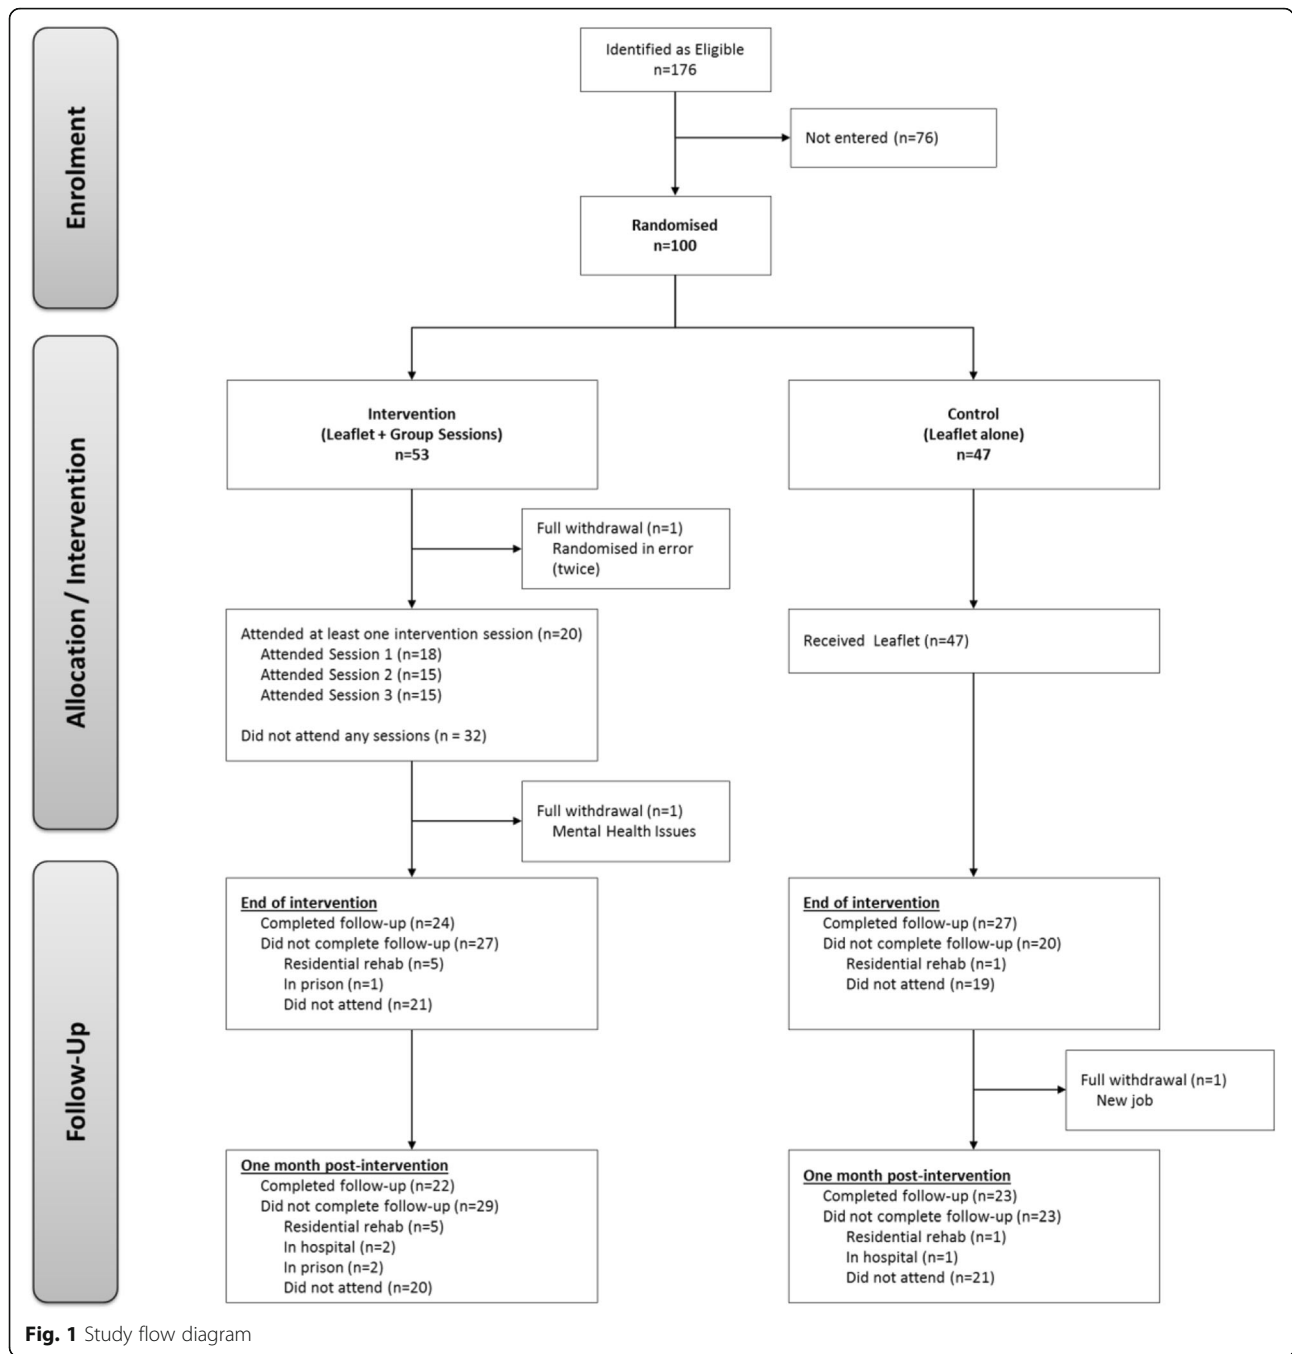 Enrolment
Identified as Eligible
n=176
Not entered (n=76)
Randomised
n=100
Allocation / Intervention
Intervention
(Leaflet + Group Sessions)
n=53
Control
(Leaflet alone)
n=47
Full withdrawal (n=1)
Randomised in error
(twice)
Attended at least one intervention session (n=20)
Attended Session 1 (n=18)
Attended Session 2 (n=15)
Attended Session 3 (n=15)
Did not attend any sessions (n = 32)
Received Leaflet (n=47)
Full withdrawal (n=1)
Mental Health Issues
Follow-Up
End of intervention
Completed follow-up (n=24)
Did not complete follow-up (n=27)
Residential rehab (n=5)
In prison (n=1)
Did not attend (n=21)
End of intervention
Completed follow-up (n=27)
Did not complete follow-up (n=20)
Residential rehab (n=1)
Did not attend (n=19)
Full withdrawal (n=1)
New job
One month post-intervention
Completed follow-up (n=22)
Did not complete follow-up (n=29)
Residential rehab (n=5)
In hospital (n=2)
In prison (n=2)
Did not attend (n=20)
One month post-intervention
Completed follow-up (n=23)
Did not complete follow-up (n=23)
Residential rehab (n=1)
In hospital (n=1)
Did not attend (n=21)
Fig. 1 Study flow diagram